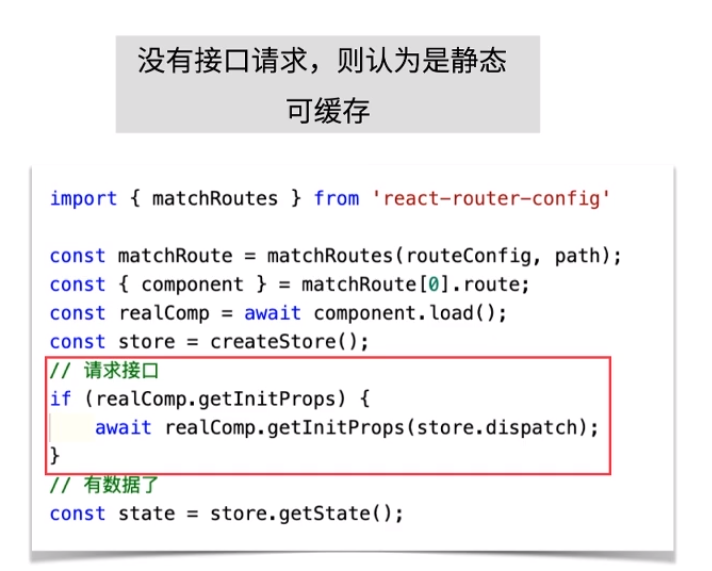 没有接口请求，则认为是静态
可缓存
import { matchRoutes } from 'react-router-config'
const matchRoute = matchRoutes(routeConfig, path);
const { component } = matchRoute[0].route;
const realComp = await component.load();
const store = createStore();
// 请求接口
if (realComp.getInitProps) {
    await realComp.getInitProps(store.dispatch);
}
// 有数据了
const state = store.getState();